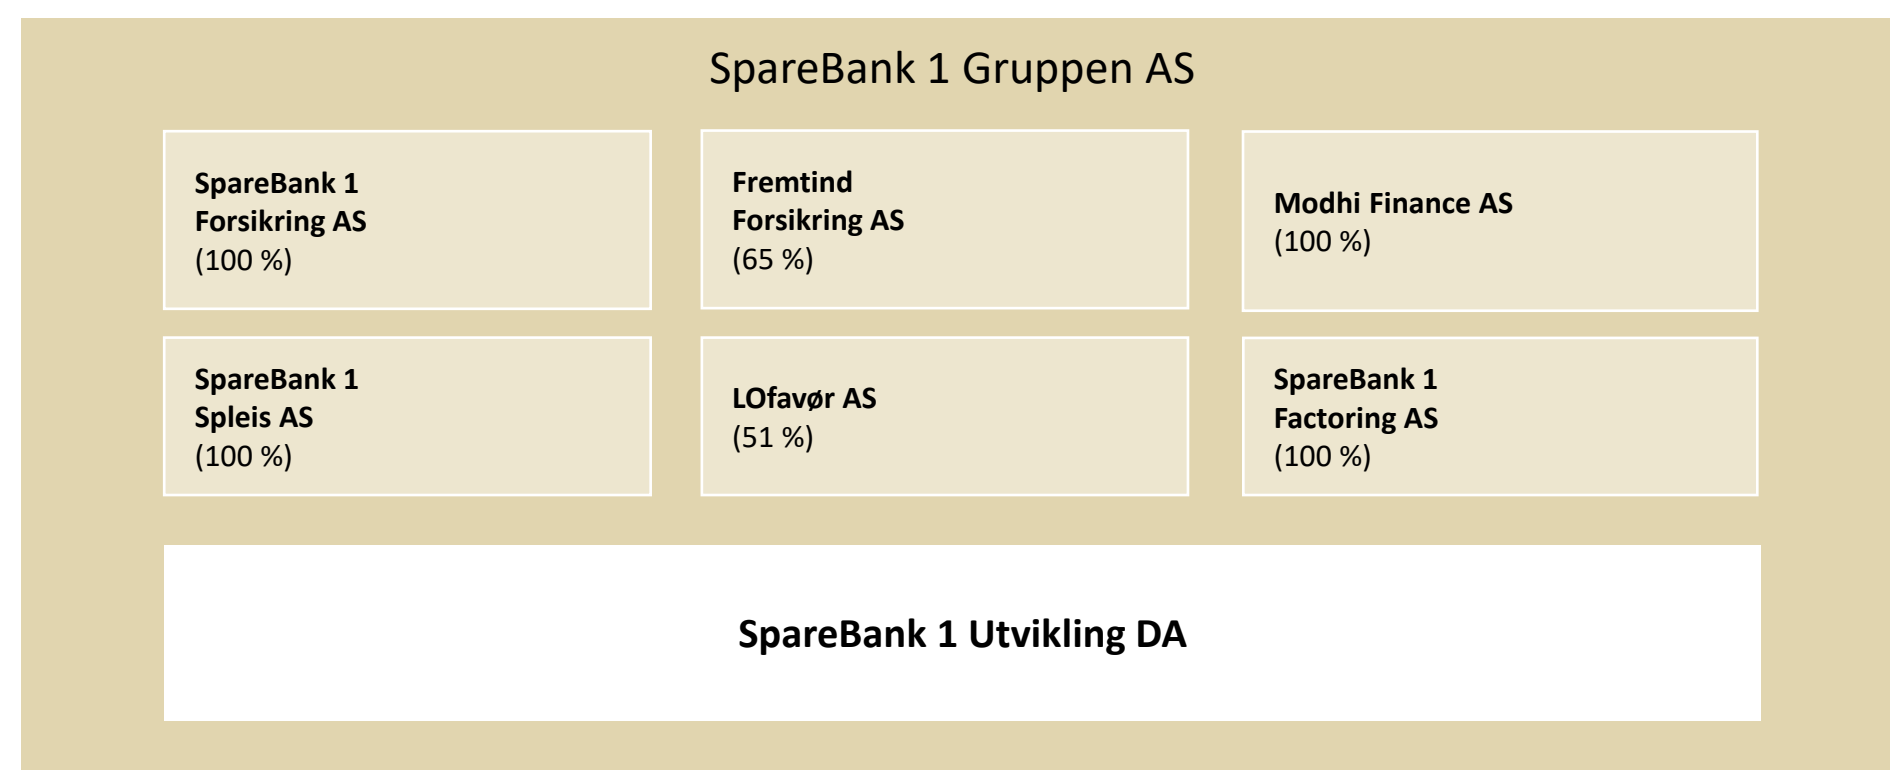 SpareBank 1 Gruppen AS
SpareBank 1
Forsikring AS
(100 %)
Fremtind
Forsikring AS
(65 %)
Modhi Finance AS
(100 %)
SpareBank 1
Spleis AS
(100 %)
LOfavør AS
(51 %)
SpareBank 1
Factoring AS
(100 %)
SpareBank 1 Utvikling DA